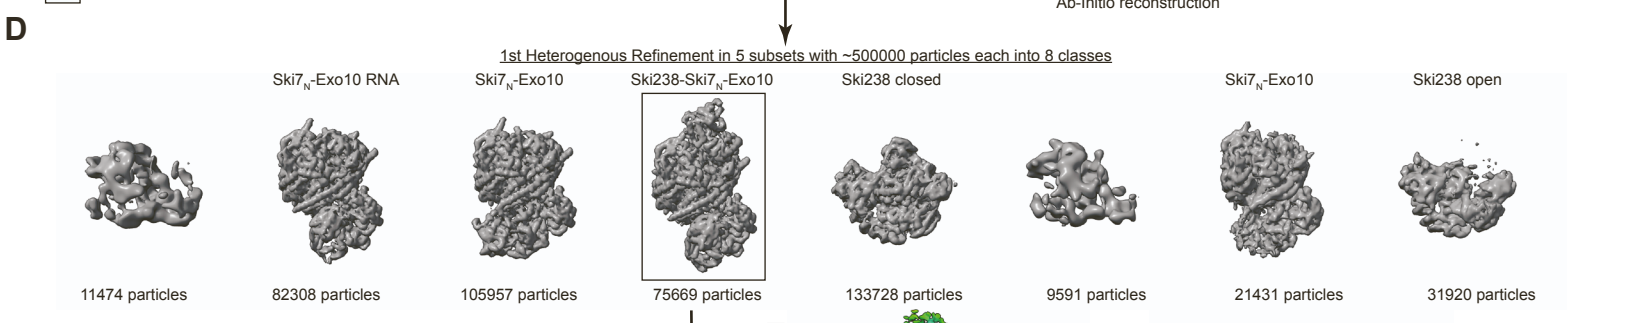 Ab-Initio reconstruction
D
1st Heterogenous Refinement in 5 subsets with ~500000 particles each into 8 classes
Ski7N-Exo10 RNA
Ski7N-Exo10
Ski238-Ski7N-Exo10
Ski238 closed
Ski7N-Exo10
Ski238 open
11474 particles
82308 particles
105957 particles
75669 particles
133728 particles
9591 particles
21431 particles
31920 particles